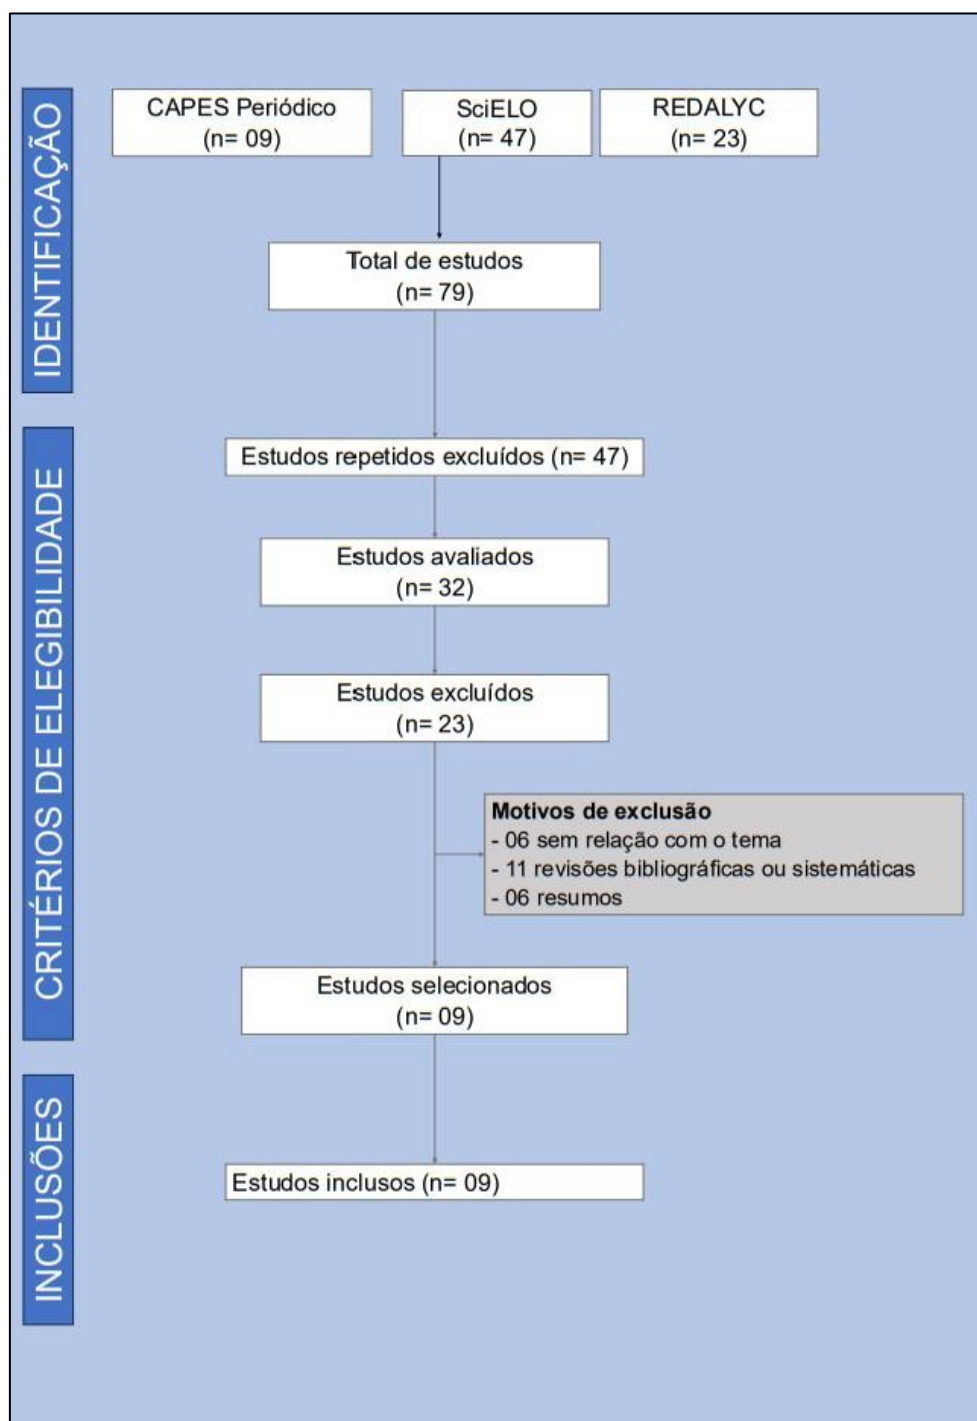 IDENTIFICAÇÃO
CAPES Periódico
(n= 09)
SciELO
(n= 47)
REDALYC
(n= 23)
Total de estudos
(n= 79)
CRITÉRIOS DE ELEGIBILIDADE
Estudos repetidos excluídos (n= 47)
Estudos avaliados
(n= 32)
Estudos excluídos
(n= 23)
Motivos de exclusão
- 06 sem relação com o tema
- 11 revisões bibliográficas ou sistemáticas
- 06 resumos
Estudos selecionados
(n= 09)
INCLUSÕES
Estudos inclusos (n= 09)